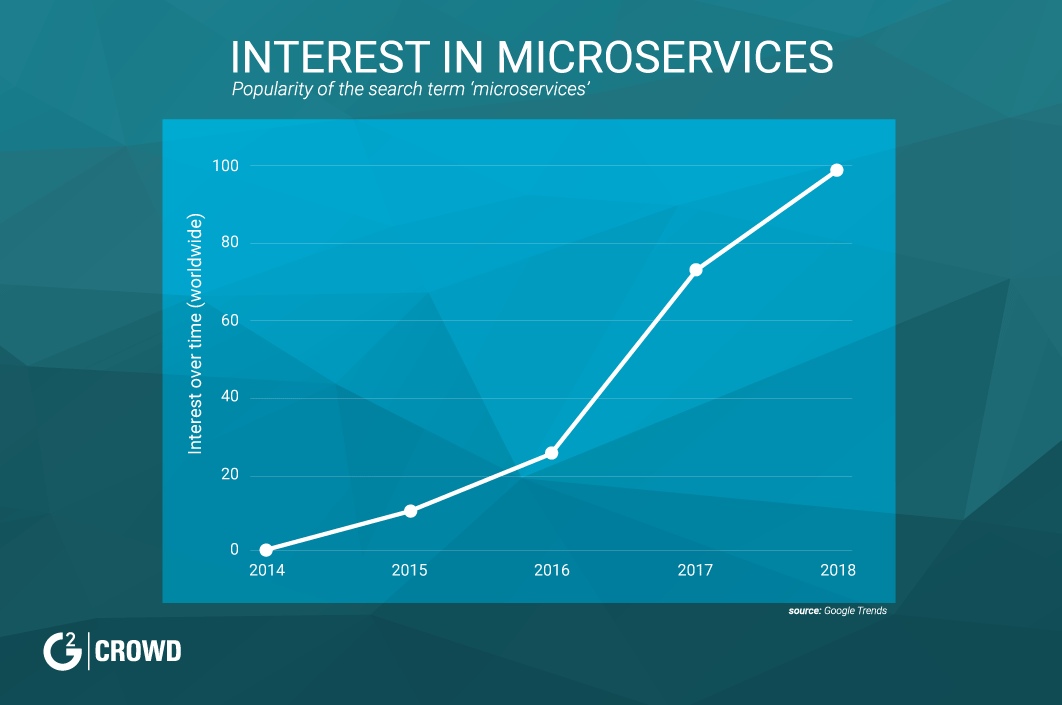 INTEREST IN MICROSERVICES
Popularity of the search term ‘microservices’
Interest over time (worldwide)
100
80
60
40
20
0
2014 2015 2016 2017 2018
source: Google Trends
G2 | CROWD